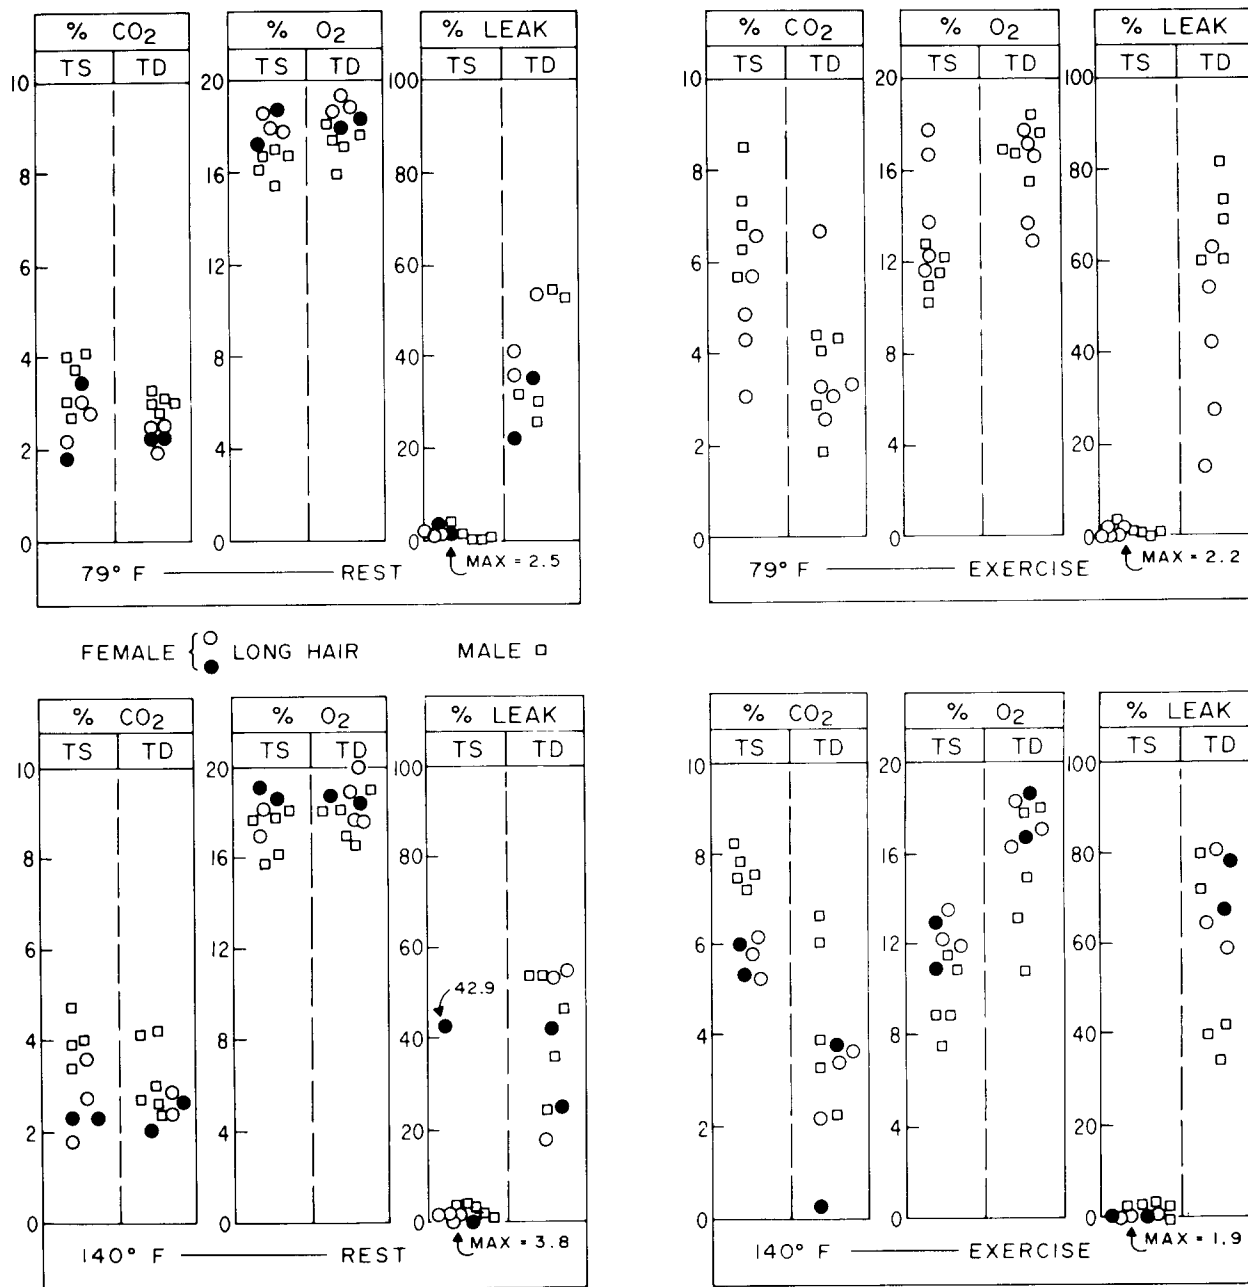 % CO2 % O2 % LEAK
TS TD TS TD TS TD
10 20 100
8 16 80
6 12 60
4 8 40
2 4 20
0 0 0
MAX = 2.5
79° F REST
% CO2 % O2 % LEAK
TS TD TS TD TS TD
10 20 100
8 16 80
6 12 60
4 8 40
2 4 20
0 0 0
MAX = 2.2
79° F EXERCISE
FEMALE { LONG HAIR MALE
% CO2 % O2 % LEAK
TS TD TS TD TS TD
10 20 100
8 16 80
6 12 60
42.9
4 8 40
2 4 20
0 0 0
MAX = 3.8
140° F REST
% CO2 % O2 % LEAK
TS TD TS TD TS TD
10 20 100
8 16 80
6 12 60
4 8 40
2 4 20
0 0 0
MAX = 1.9
140° F EXERCISE